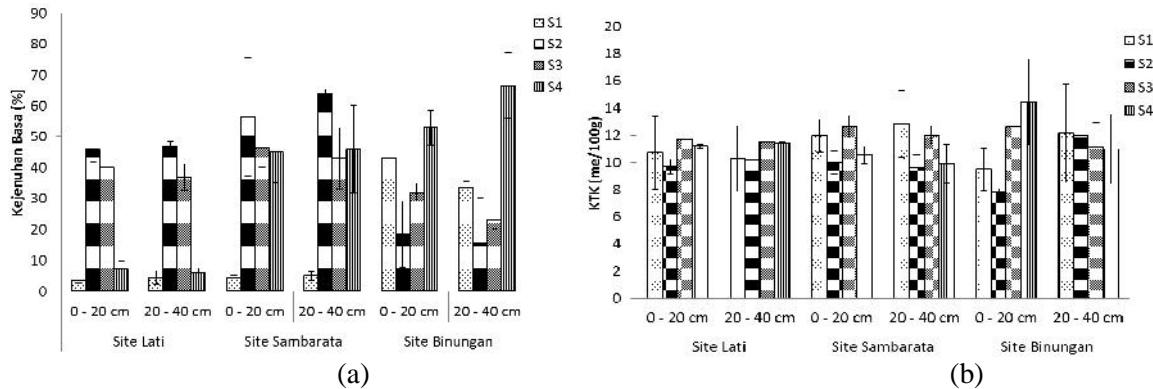 Kejenuhan Basa [%]
90
80
70
60
50
40
30
20
10
0
S1
S2
S3
S4
0 - 20 cm 20 - 40 cm 0 - 20 cm 20 - 40 cm 0 - 20 cm 20 - 40 cm
Site Lati Site Sambarata Site Binungan
(a)
KTK [me/100g]
20
18
16
14
12
10
8
6
4
2
0
S1
S2
S3
S4
0 - 20 cm 20 - 40 cm 0 - 20 cm 20 - 40 cm 0 - 20 cm 20 - 40 cm
Site Lati Site Sambarata Site Binungan
(b)